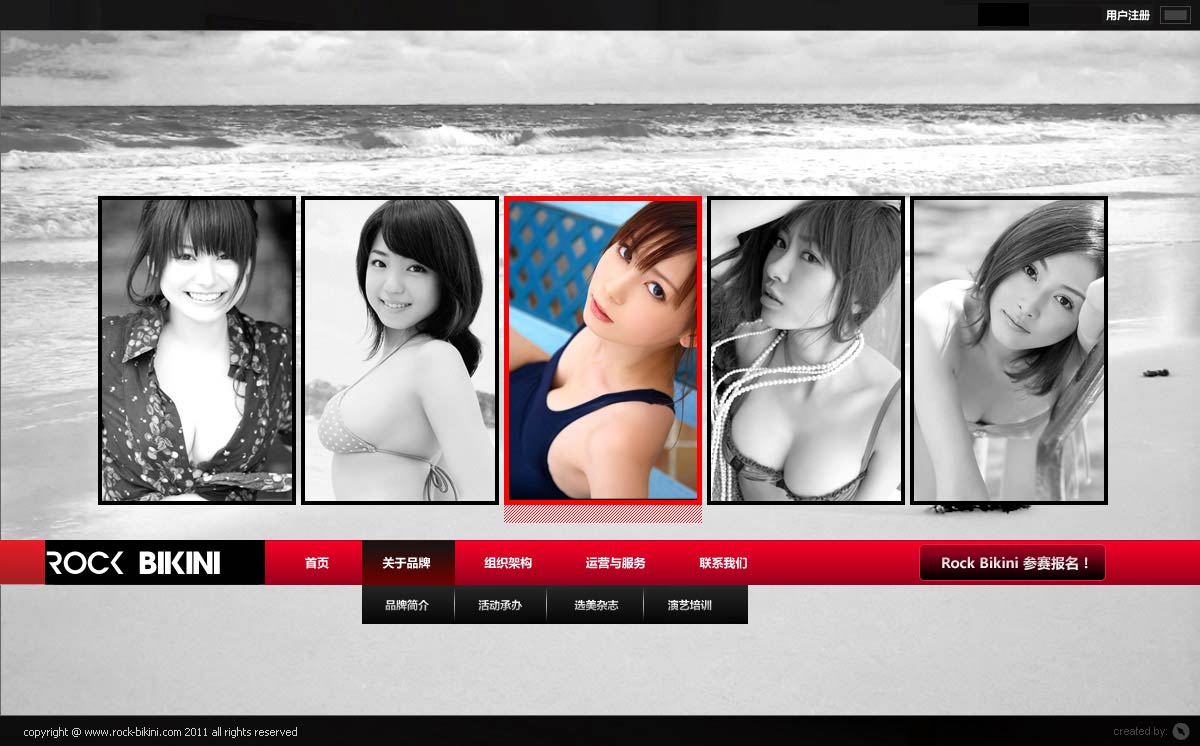 用户注册
ROCK BIKINI
首页
关于品牌
组织架构
运营与服务
联系我们
Rock Bikini 参赛报名！
品牌简介
活动承办
选美杂志
演艺培训
copyright @ www.rock-bikini.com 2011 all rights reserved
created by: